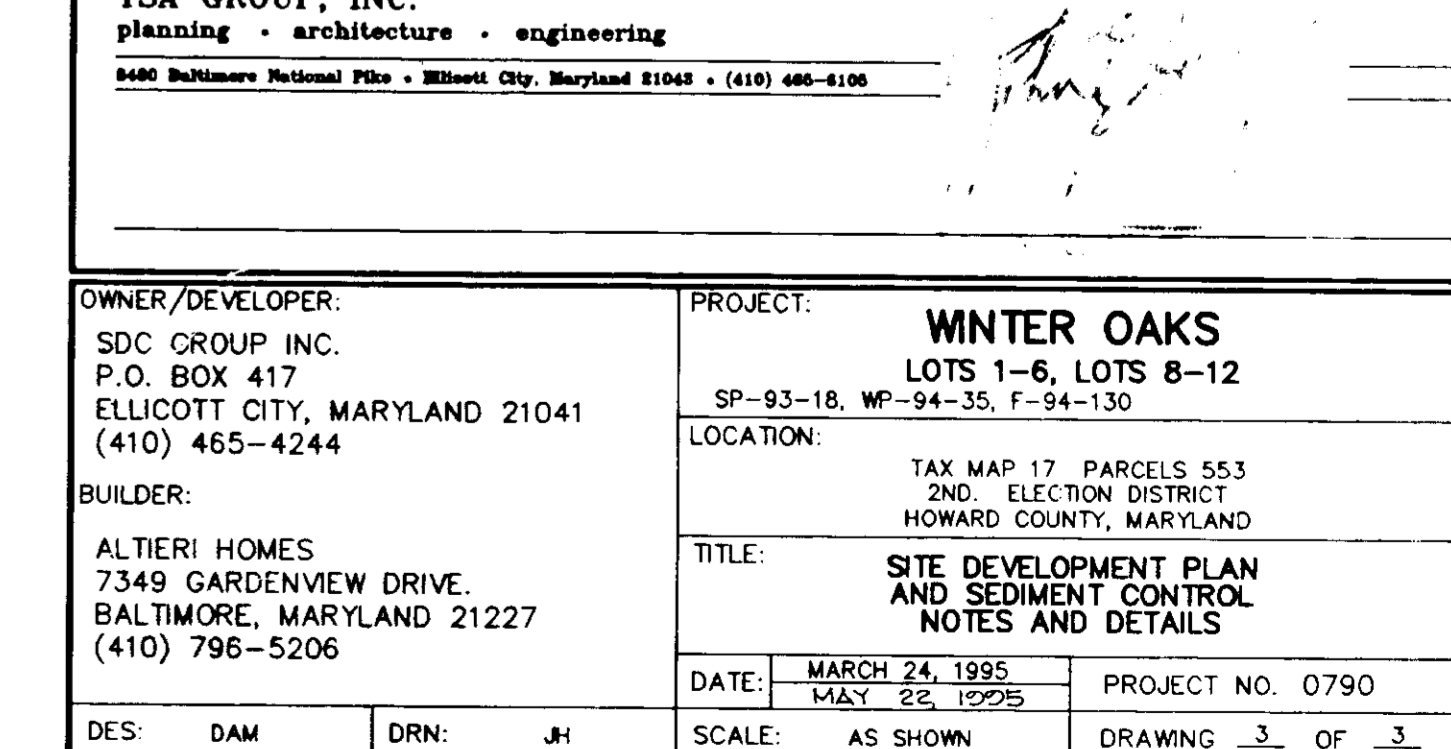 GROUP, INC.
planning • architecture • engineering
8480 Baltimore National Pike • Ellicott City, Maryland 21043 • (410) 465-6105
OWNER/DEVELOPER:
SDC GROUP INC.
P.O. BOX 417
ELLICOTT CITY, MARYLAND 21041
(410) 465-4244
BUILDER:
ALTIERI HOMES
7349 GARDENVIEW DRIVE.
BALTIMORE, MARYLAND 21227
(410) 796-5206
PROJECT:
WINTER OAKS
LOTS 1-6, LOTS 8-12
SP-93-18, WP-94-35, F-94-130
LOCATION:
TAX MAP 17 PARCELS 553
2ND. ELECTION DISTRICT
HOWARD COUNTY, MARYLAND
TITLE:
SITE DEVELOPMENT PLAN
AND SEDIMENT CONTROL
NOTES AND DETAILS
DATE:
MARCH 24, 1995
MAY 22, 1995
PROJECT NO. 0790
DES: DAM
DRN: JH
SCALE: AS SHOWN
DRAWING 3 OF 3